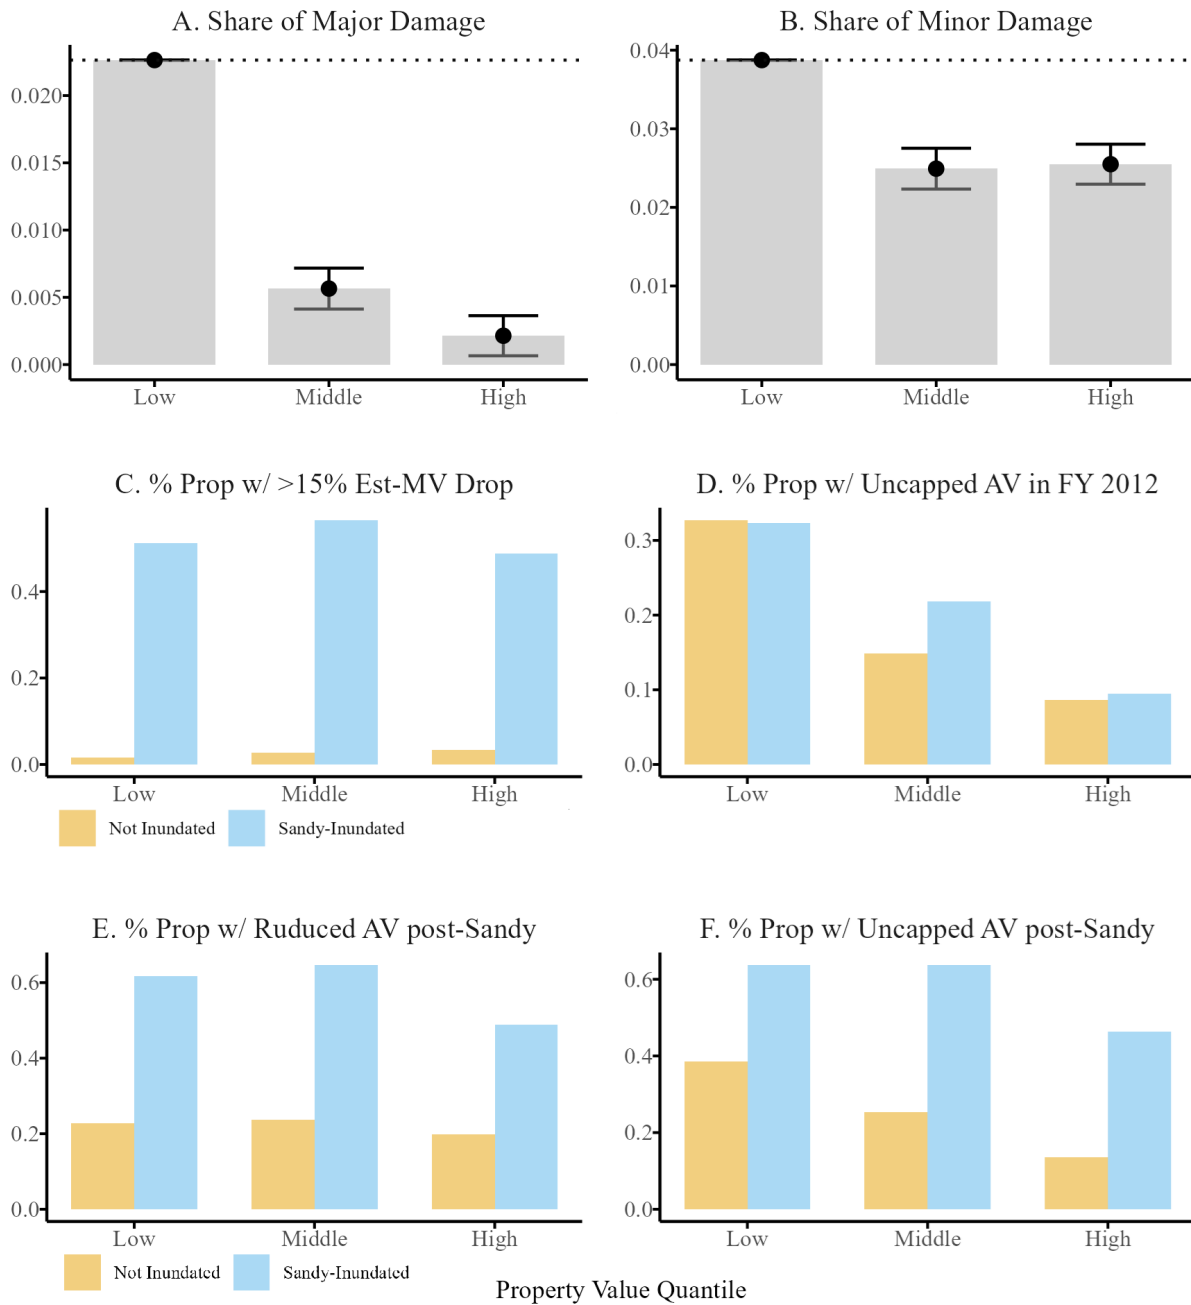 A. Share of Major Damage
B. Share of Minor Damage
0.020
0.015
0.010
0.005
0.000
Low Middle High
0.04
0.03
0.02
0.01
0.00
Low Middle High
C. % Prop w/ >15% Est-MV Drop
D. % Prop w/ Uncapped AV in FY 2012
0.4
0.2
0.0
Low Middle High
Not Inundated Sandy-Inundated
0.3
0.2
0.1
0.0
Low Middle High
E. % Prop w/ Ruduced AV post-Sandy
F. % Prop w/ Uncapped AV post-Sandy
0.6
0.4
0.2
0.0
Low Middle High
Not Inundated Sandy-Inundated
0.6
0.4
0.2
0.0
Low Middle High
Property Value Quantile